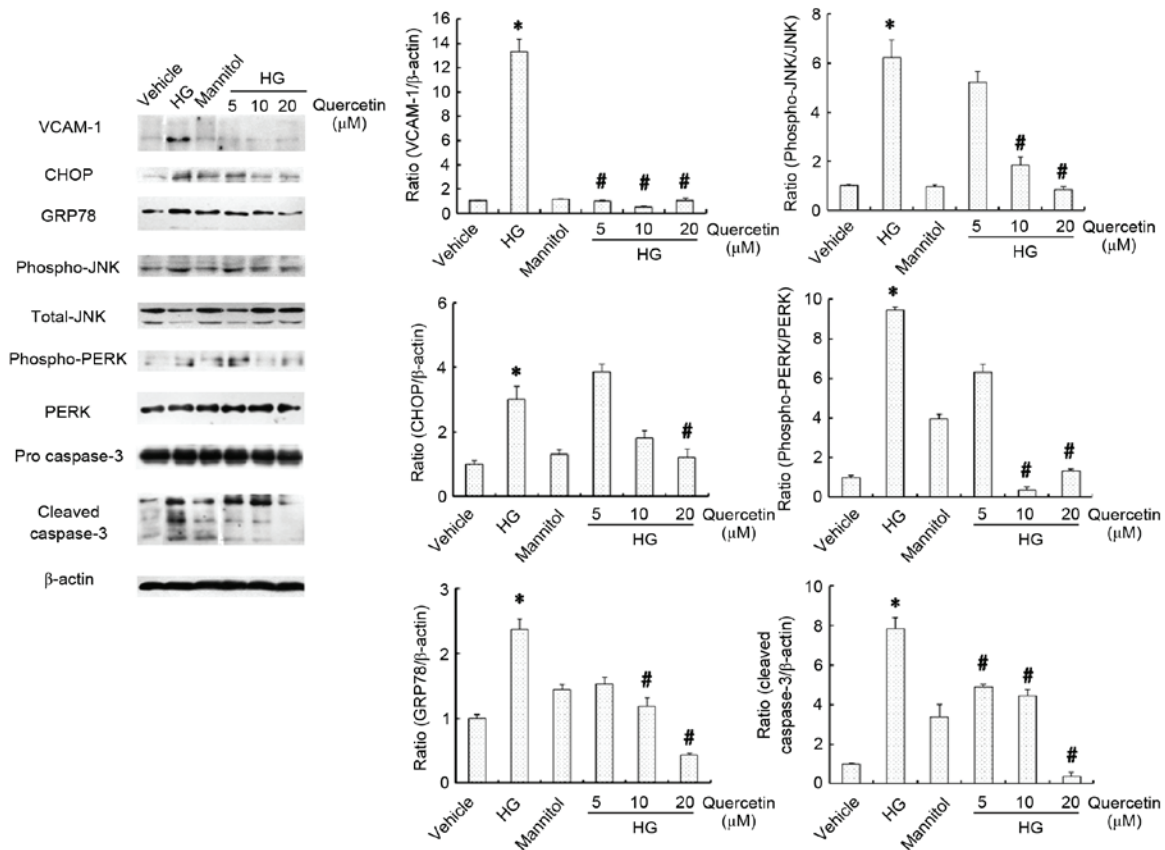 HG
Vehicle HG Mannitol 5 10 20 Quercetin
(μM)
VCAM-1
CHOP
GRP78
Phospho-JNK
Total-JNK
Phospho-PERK
PERK
Pro caspase-3
Cleaved
caspase-3
β-actin
Ratio (VCAM-1/β-actin)
16
14
12
10
8
6
4
2
0
*
# # #
Vehicle HG Mannitol 5 10 20 Quercetin
(μM)
HG
Ratio (Phospho-JNK/JNK)
8
6
4
2
0
*
# #
Vehicle HG Mannitol 5 10 20 Quercetin
(μM)
HG
Ratio (CHOP/β-actin)
6
4
2
0
*
#
Vehicle HG Mannitol 5 10 20 Quercetin
(μM)
HG
Ratio (Phospho-PERK/PERK)
10
8
6
4
2
0
*
# #
Vehicle HG Mannitol 5 10 20 Quercetin
(μM)
HG
Ratio (GRP78/β-actin)
3
2
1
0
*
# #
Vehicle HG Mannitol 5 10 20 Quercetin
(μM)
HG
Ratio (cleaved
caspase-3/β-actin)
10
8
6
4
2
0
*
# # #
Vehicle HG Mannitol 5 10 20 Quercetin
(μM)
HG